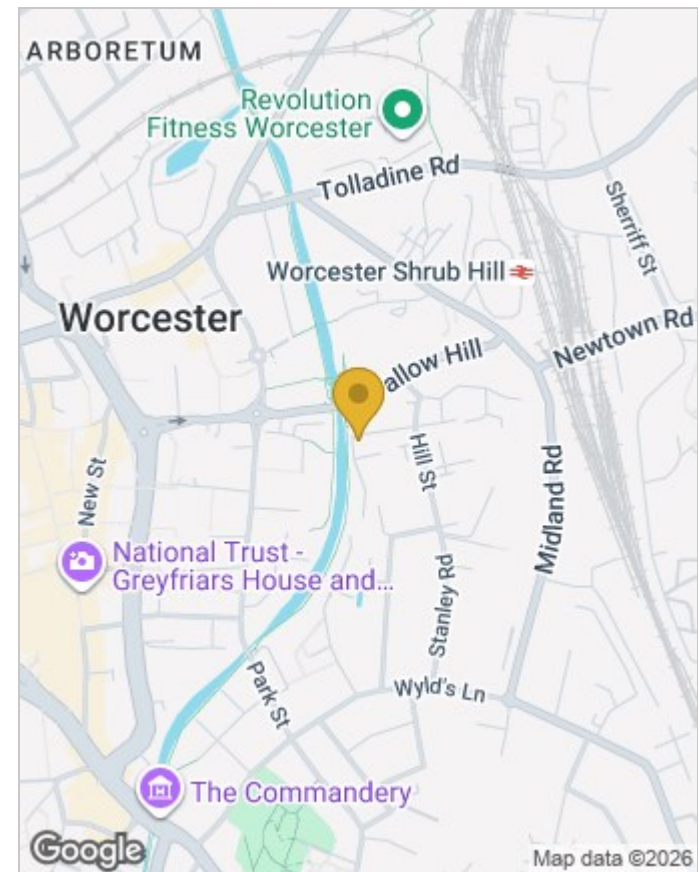 ARBORETUM
Revolution
Fitness Worcester
Tolladine Rd
Sherriff St
Worcester Shrub Hill
Worcester
Newtown Rd
allow Hill
Hill St
New St
Midland Rd
National Trust -
Greyfriars House and...
Stanley Rd
Park St
Wyld's Ln
The Commandery
Google
Map data ©2026